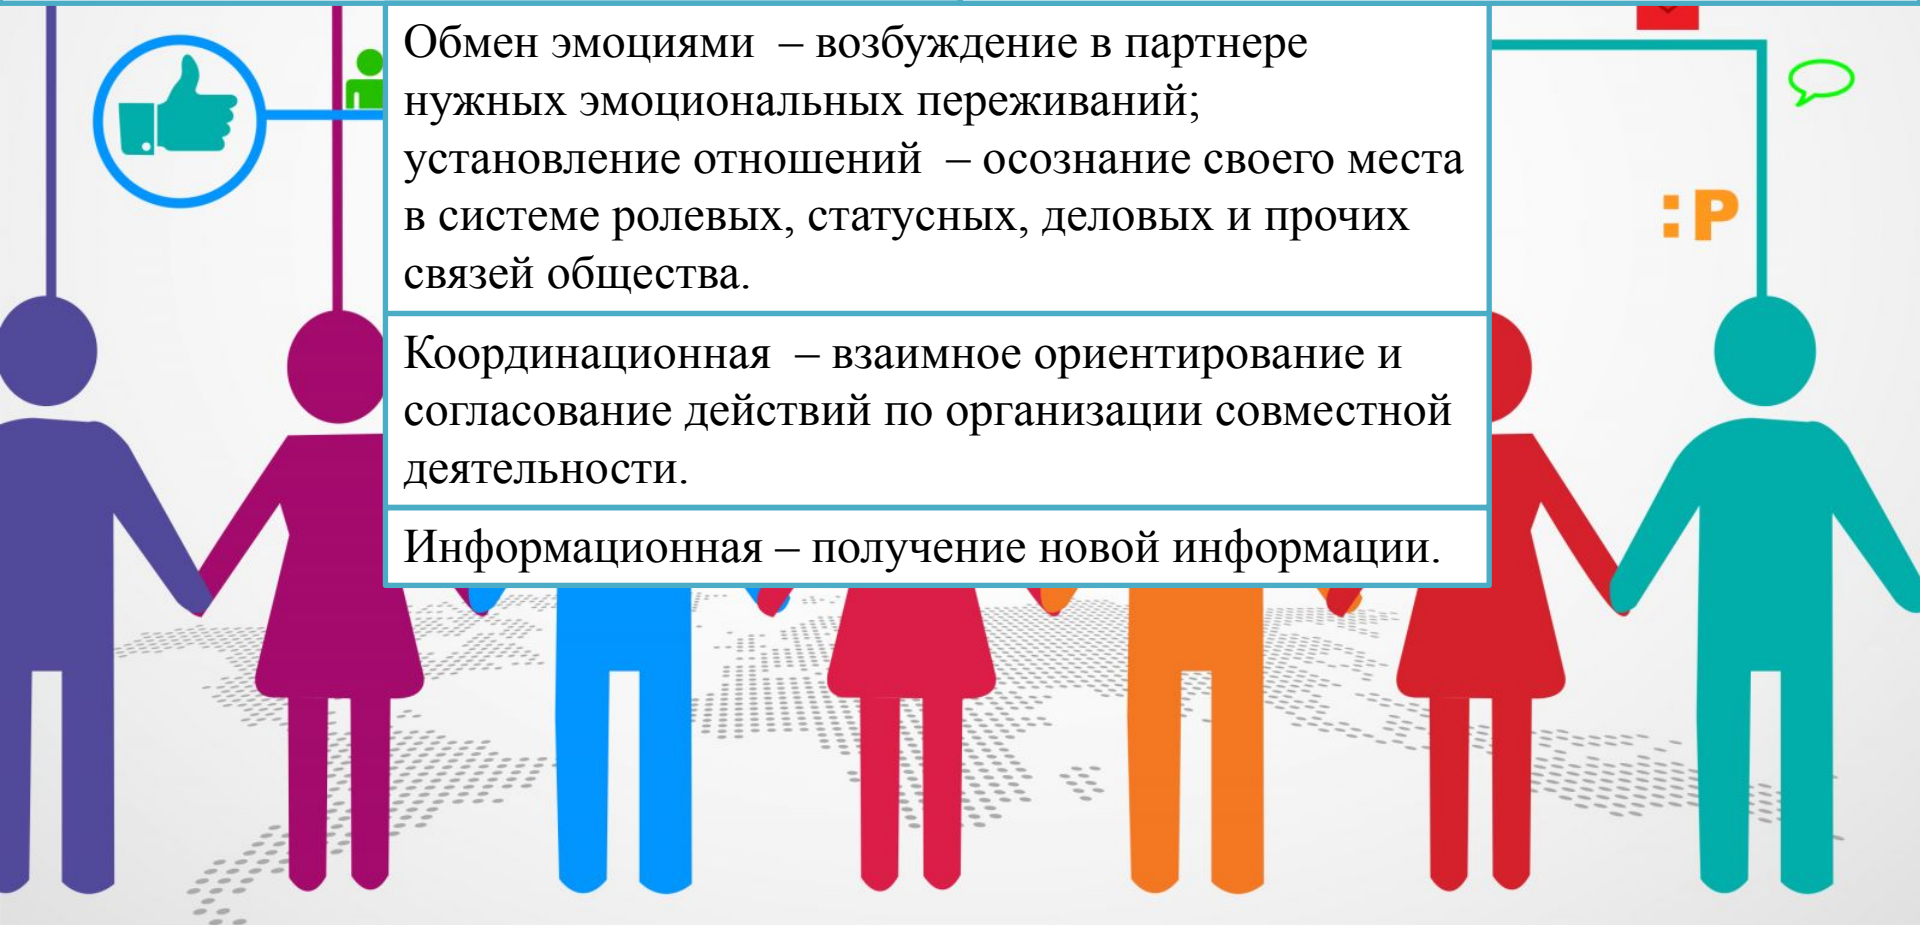 Обмен эмоциями – возбуждение в партнере
нужных эмоциональных переживаний;
установление отношений – осознание своего места
в системе ролевых, статусных, деловых и прочих
связей общества.
Координационная – взаимное ориентирование и
согласование действий по организации совместной
деятельности.
Информационная – получение новой информации.
:P